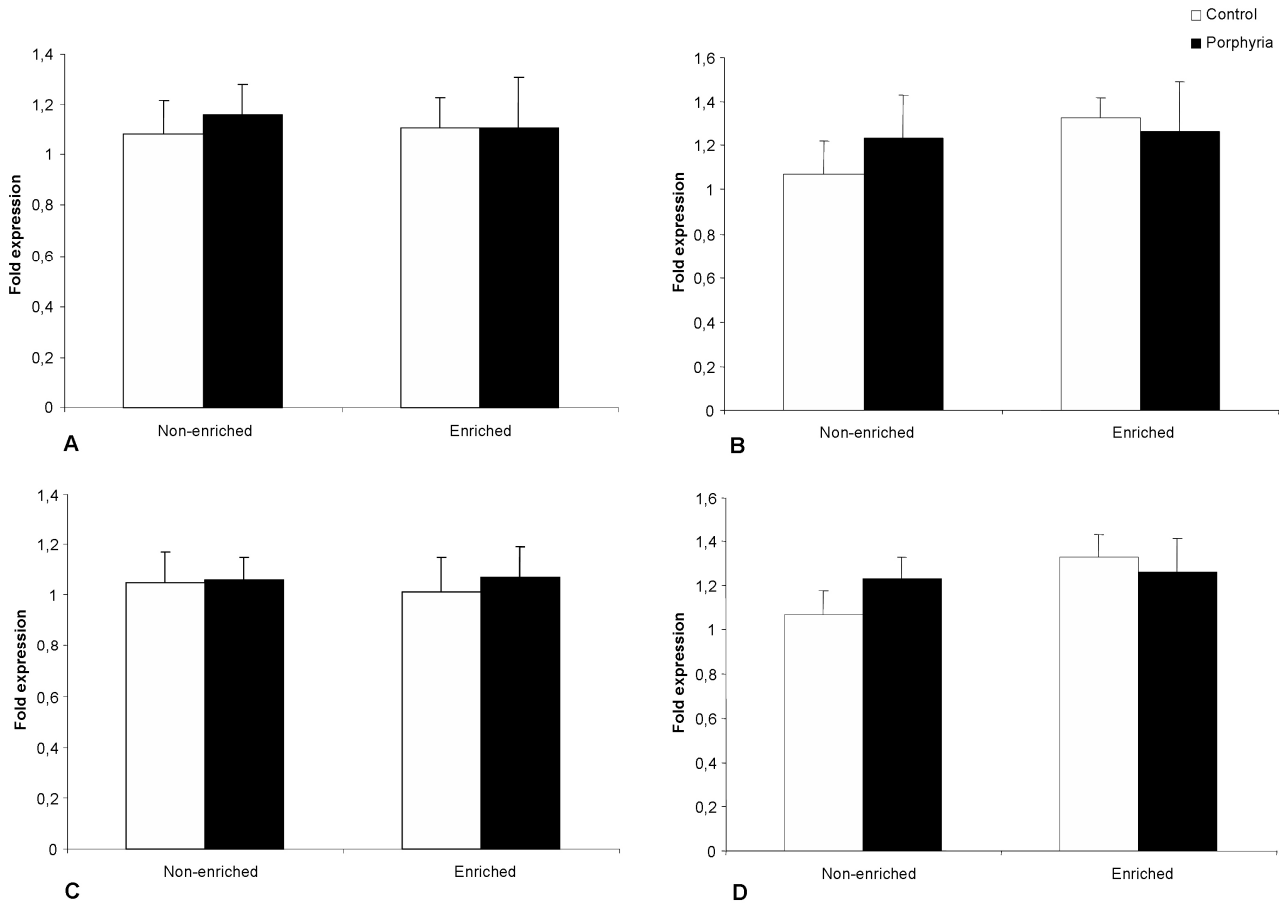 Control
Porphyria
1,4
1,2
1
0,8
0,6
0,4
0,2
0
Fold expression
Non-enriched
Enriched
A
1,6
1,4
1,2
1
0,8
0,6
0,4
0,2
0
Fold expression
Non-enriched
Enriched
B
1,4
1,2
1
0,8
0,6
0,4
0,2
0
Fold expression
Non-enriched
Enriched
C
1,6
1,4
1,2
1
0,8
0,6
0,4
0,2
0
Fold expression
Non-enriched
Enriched
D